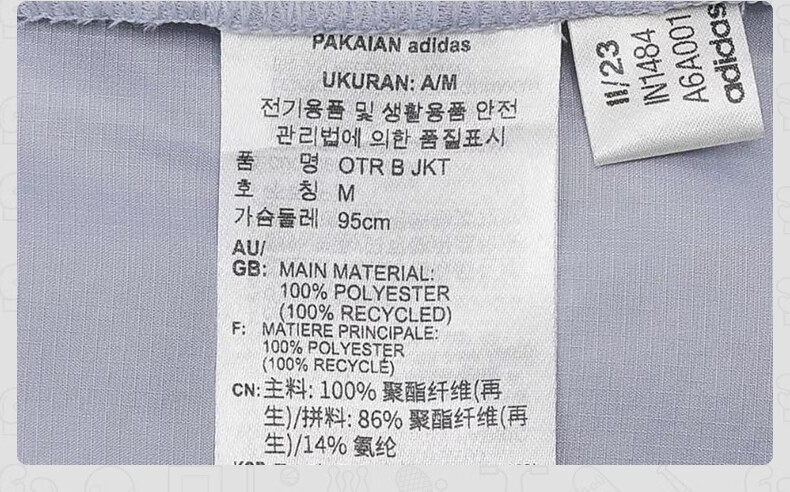 PAKAIAN adidas
UKURAN: A/M
전기용품 및 생활용품 안전
관리법에 의한 품질표시
품 명 OTR B JKT
호 칭 M
가슴둘레 95cm
AU/
GB: MAIN MATERIAL:
100% POLYESTER
(100% RECYCLED)
F: MATIERE PRINCIPALE:
100% POLYESTER
(100% RECYCLÉ)
CN: 主料: 100% 聚酯纤维(再
生)/拼料: 86% 聚酯纤维(再
生)/14% 氨纶
11/23
IN1484
A6A001
adidas